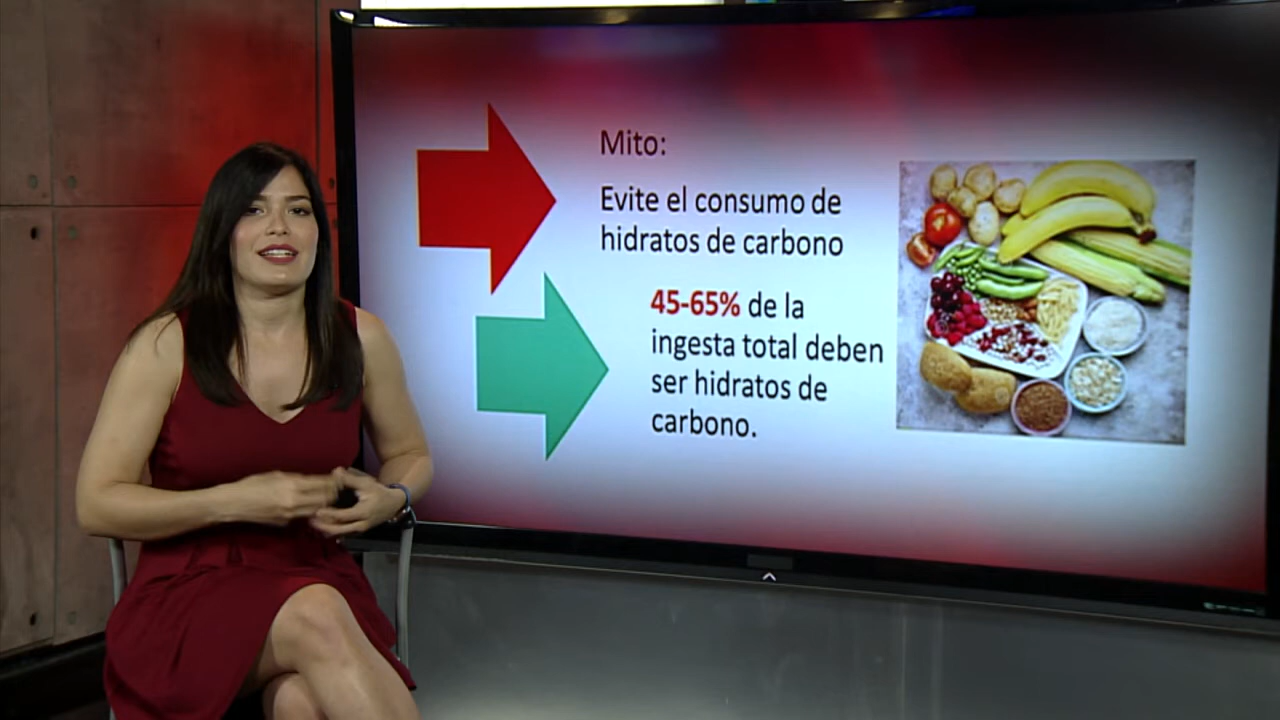 Mito:
Evite el consumo de
hidratos de carbono
45-65% de la
ingesta total deben
ser hidratos de
carbono.